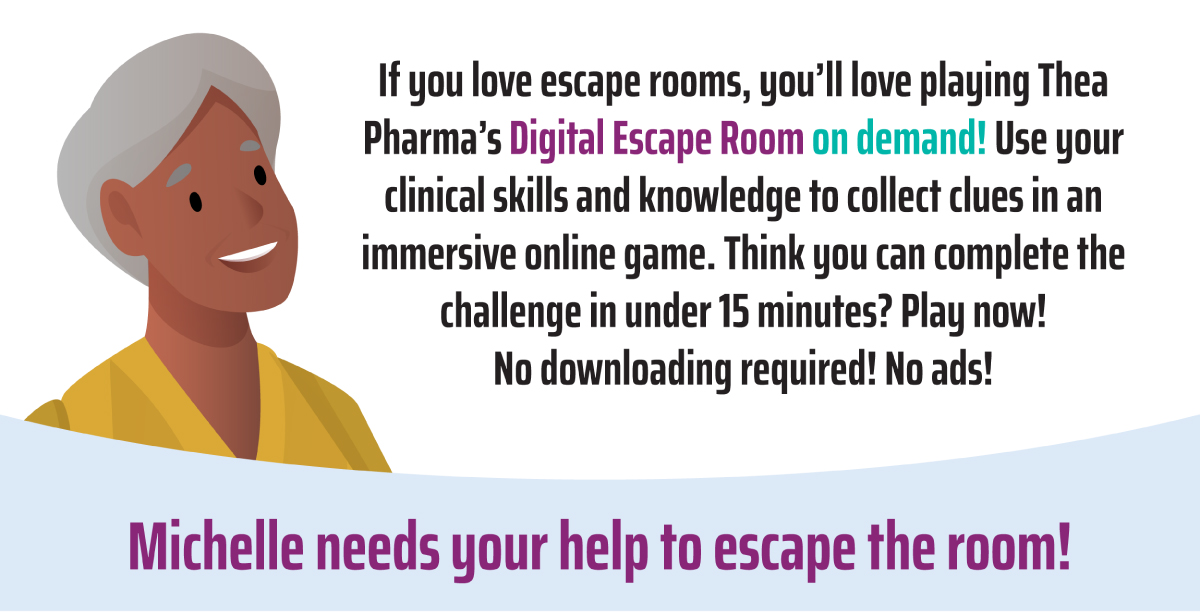 If you love escape rooms, you’ll love playing Thea
Pharma’s Digital Escape Room on demand! Use your
clinical skills and knowledge to collect clues in an
immersive online game. Think you can complete the
challenge in under 15 minutes? Play now!
No downloading required! No ads!
Michelle needs your help to escape the room!